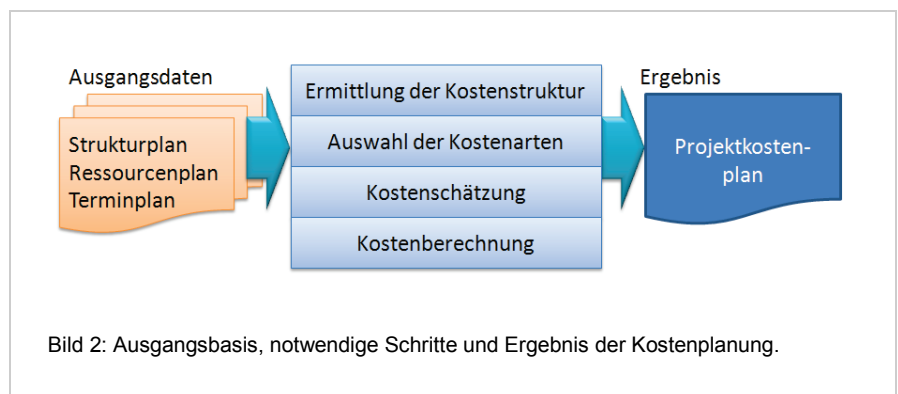 Ausgangsdaten
Strukturplan
Ressourcenplan
Terminplan
Ermittlung der Kostenstruktur
Auswahl der Kostenarten
Kostenschätzung
Kostenberechnung
Ergebnis
Projektkosten-
plan
Bild 2: Ausgangsbasis, notwendige Schritte und Ergebnis der Kostenplanung.